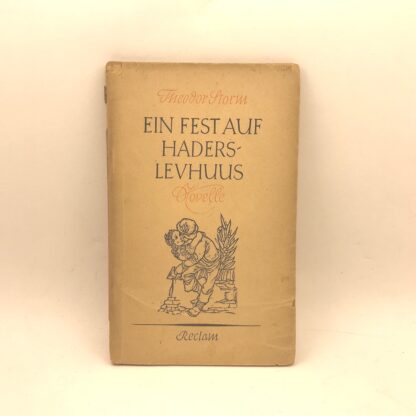 Theodor Storm
EIN FEST AUF
HADERS-
LEVHUUS
Novelle
Reclam